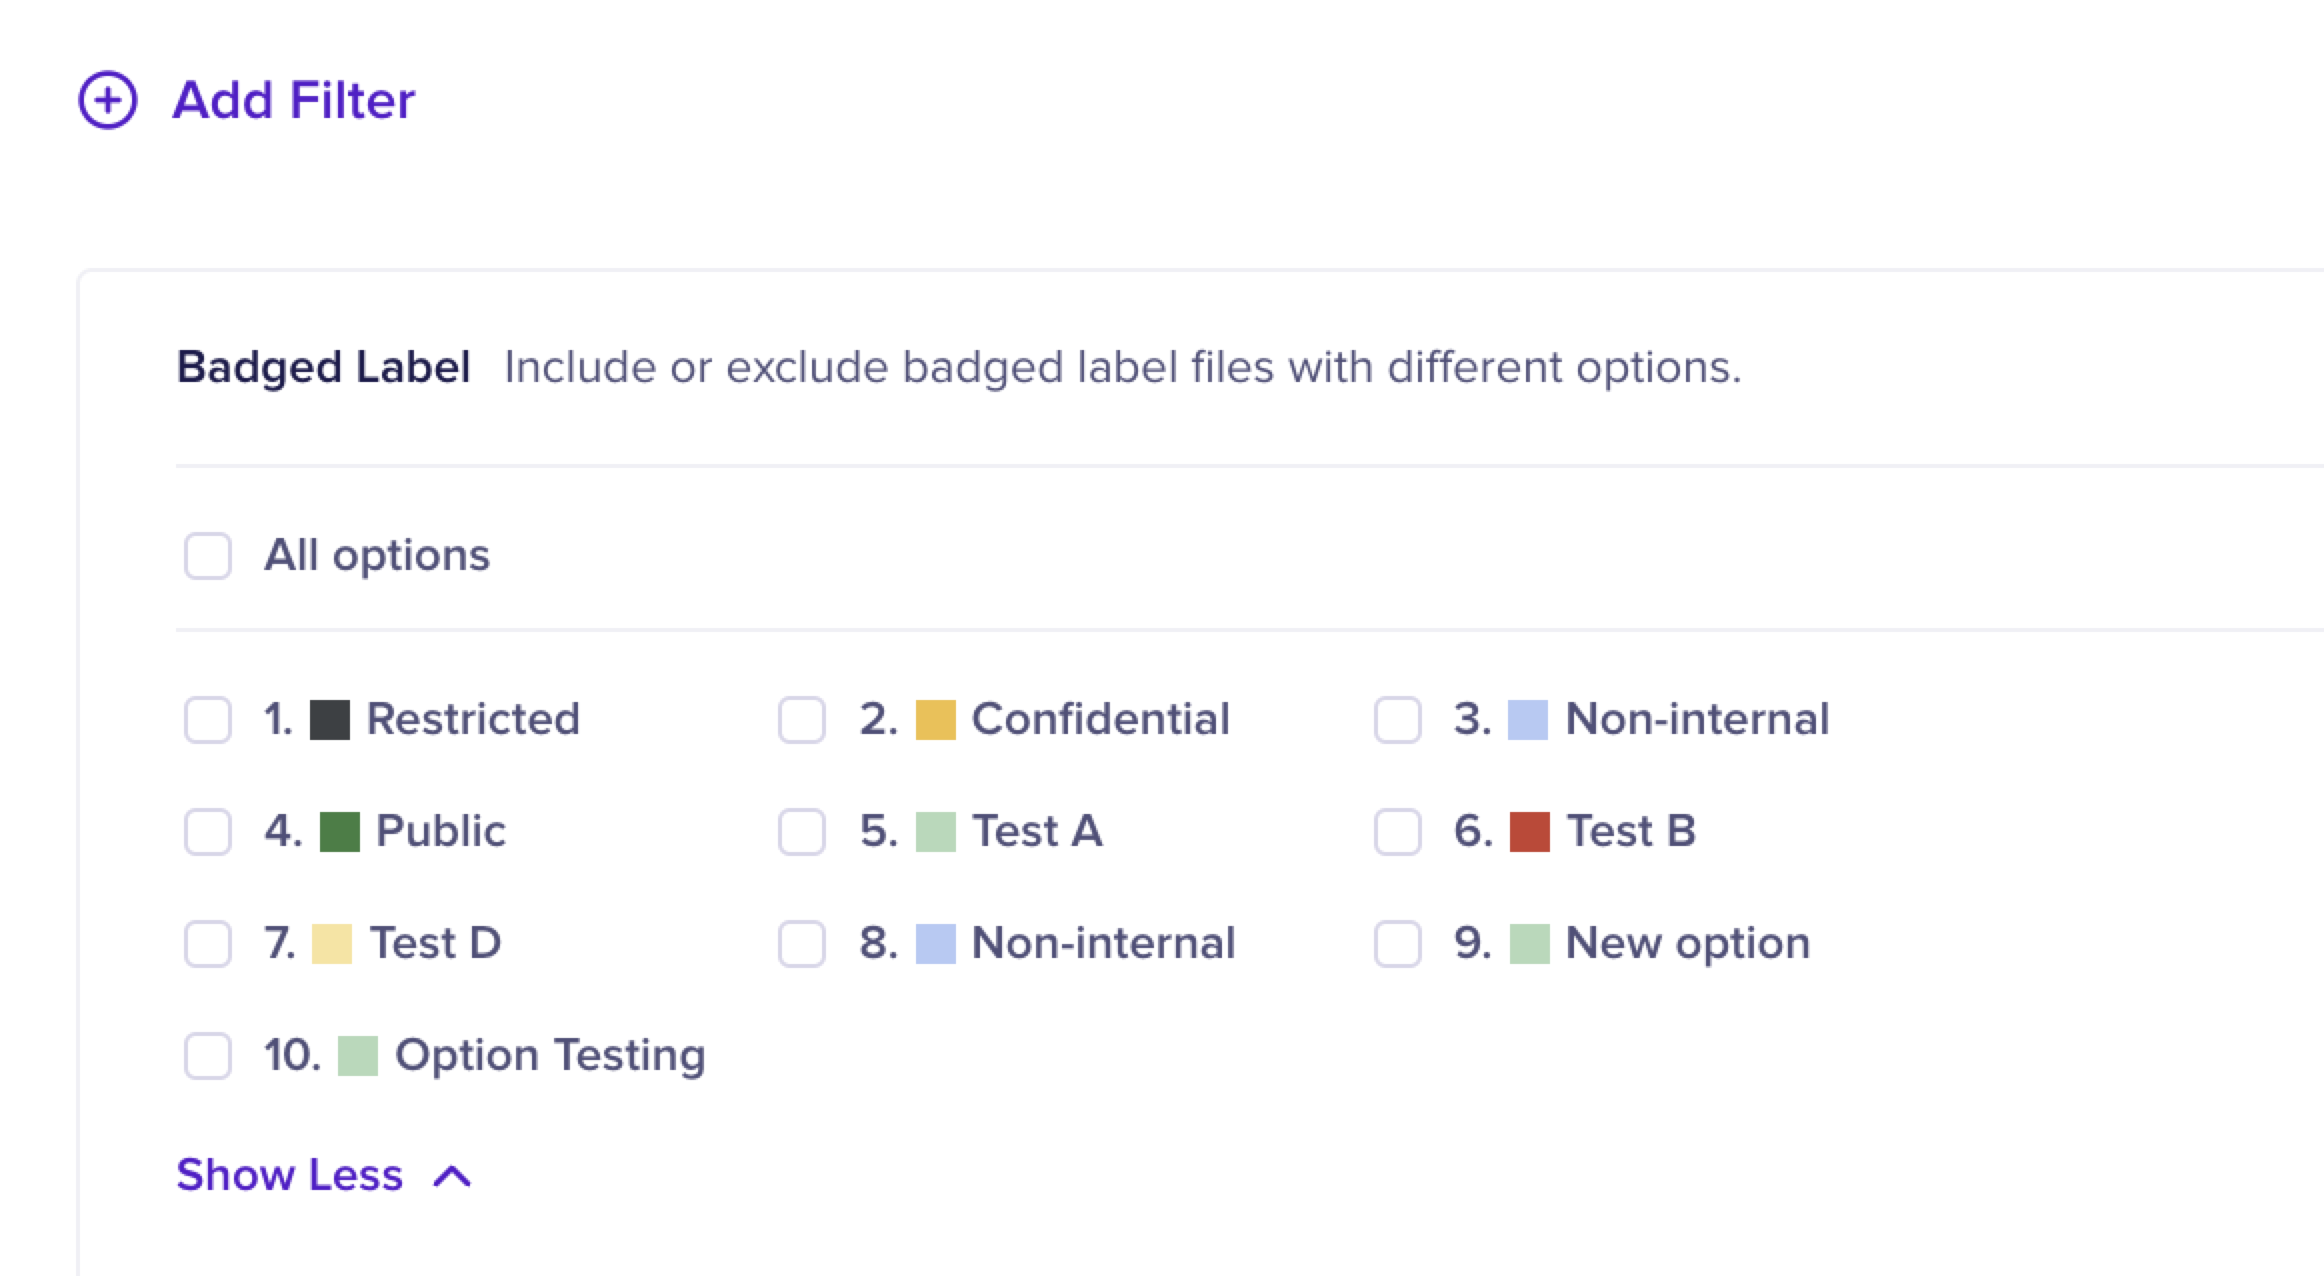 Add Filter
Badged Label Include or exclude badged label files with different options.
All options
1. Restricted 2. Confidential 3. Non-internal
4. Public 5. Test A 6. Test B
7. Test D 8. Non-internal 9. New option
10. Option Testing
Show Less